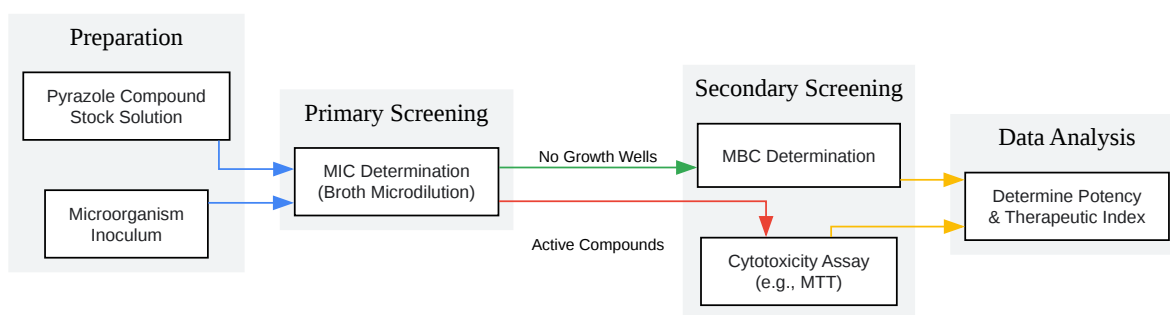 Preparation
Pyrazole Compound
Stock Solution
Microorganism
Inoculum
Primary Screening
MIC Determination
(Broth Microdilution)
No Growth Wells
Active Compounds
Secondary Screening
MBC Determination
Cytotoxicity Assay
(e.g., MTT)
Data Analysis
Determine Potency
& Therapeutic Index